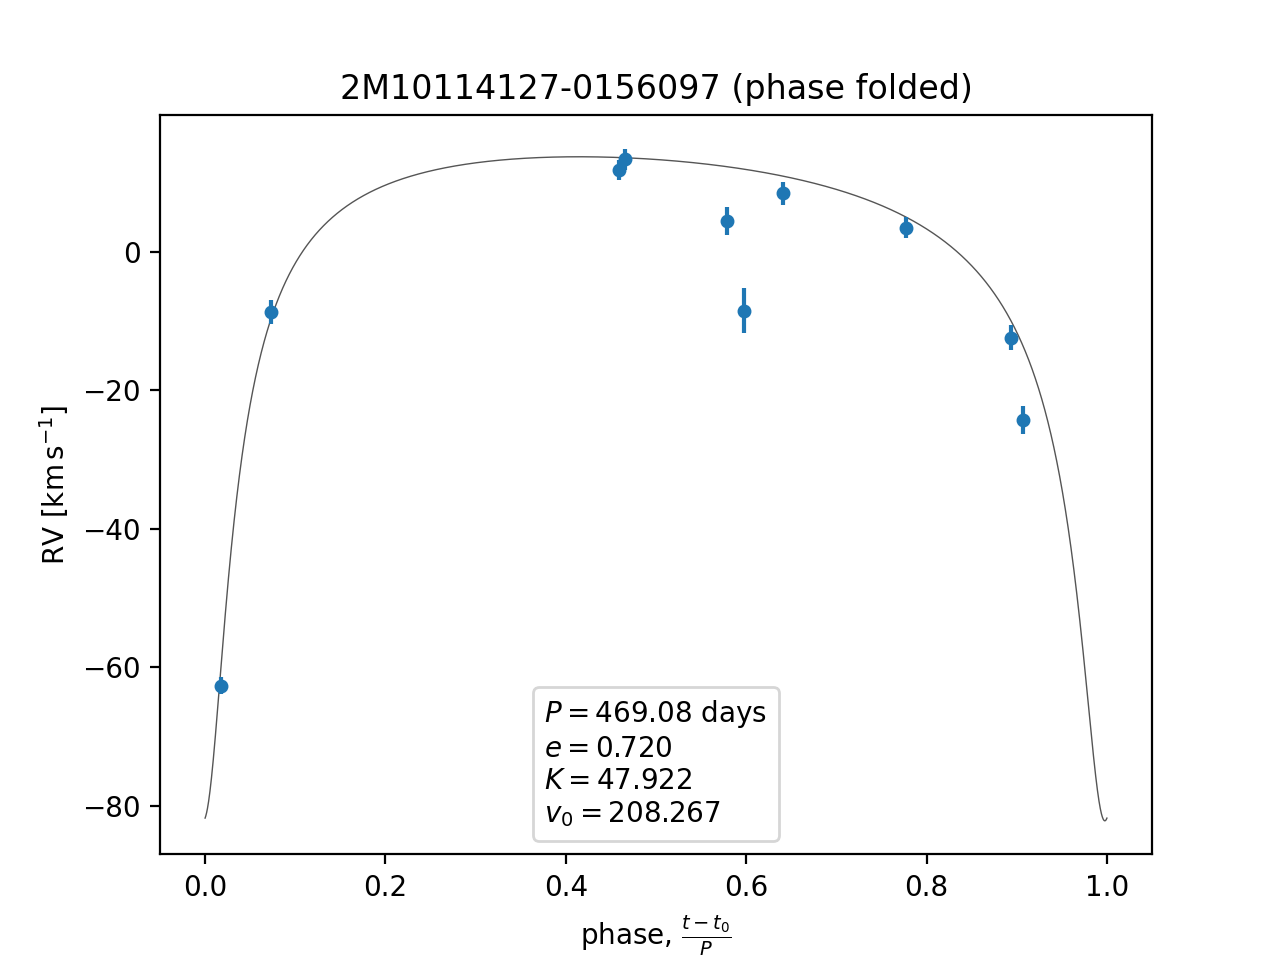 2M10114127-0156097 (phase folded)
RV [km s⁻¹]
0
−20
−40
−60
−80
P = 469.08 days
e = 0.720
K = 47.922
v₀ = 208.267
0.0 0.2 0.4 0.6 0.8 1.0
phase, (t − t₀)/P